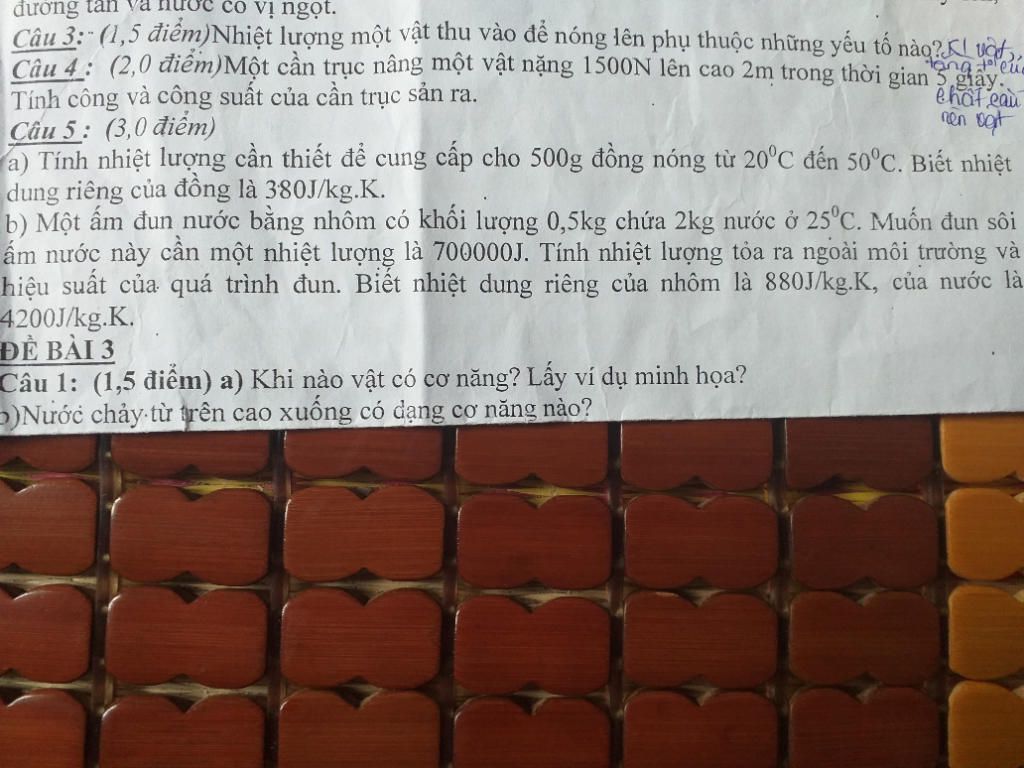 đường tan và nước có vị ngọt.
Câu 3: (1,5 điểm)Nhiệt lượng một vật thu vào để nóng lên phụ thuộc những yếu tố nào? KL vật,
Câu 4 : (2,0 điểm)Một cần trục nâng một vật nặng 1500N lên cao 2m trong thời gian 5 giây.
tăng t° của
Tính công và công suất của cần trục sản ra.
chất cấu
nên vật
Câu 5 : (3,0 điểm)
a) Tính nhiệt lượng cần thiết để cung cấp cho 500g đồng nóng từ 20⁰C đến 50⁰C. Biết nhiệt
dung riêng của đồng là 380J/kg.K.
b) Một ấm đun nước bằng nhôm có khối lượng 0,5kg chứa 2kg nước ở 25⁰C. Muốn đun sôi
ấm nước này cần một nhiệt lượng là 700000J. Tính nhiệt lượng tỏa ra ngoài môi trường và
hiệu suất của quá trình đun. Biết nhiệt dung riêng của nhôm là 880J/kg.K, của nước là
4200J/kg.K.
ĐỀ BÀI 3
Câu 1: (1,5 điểm) a) Khi nào vật có cơ năng? Lấy ví dụ minh họa?
b)Nước chảy từ trên cao xuống có dạng cơ năng nào?